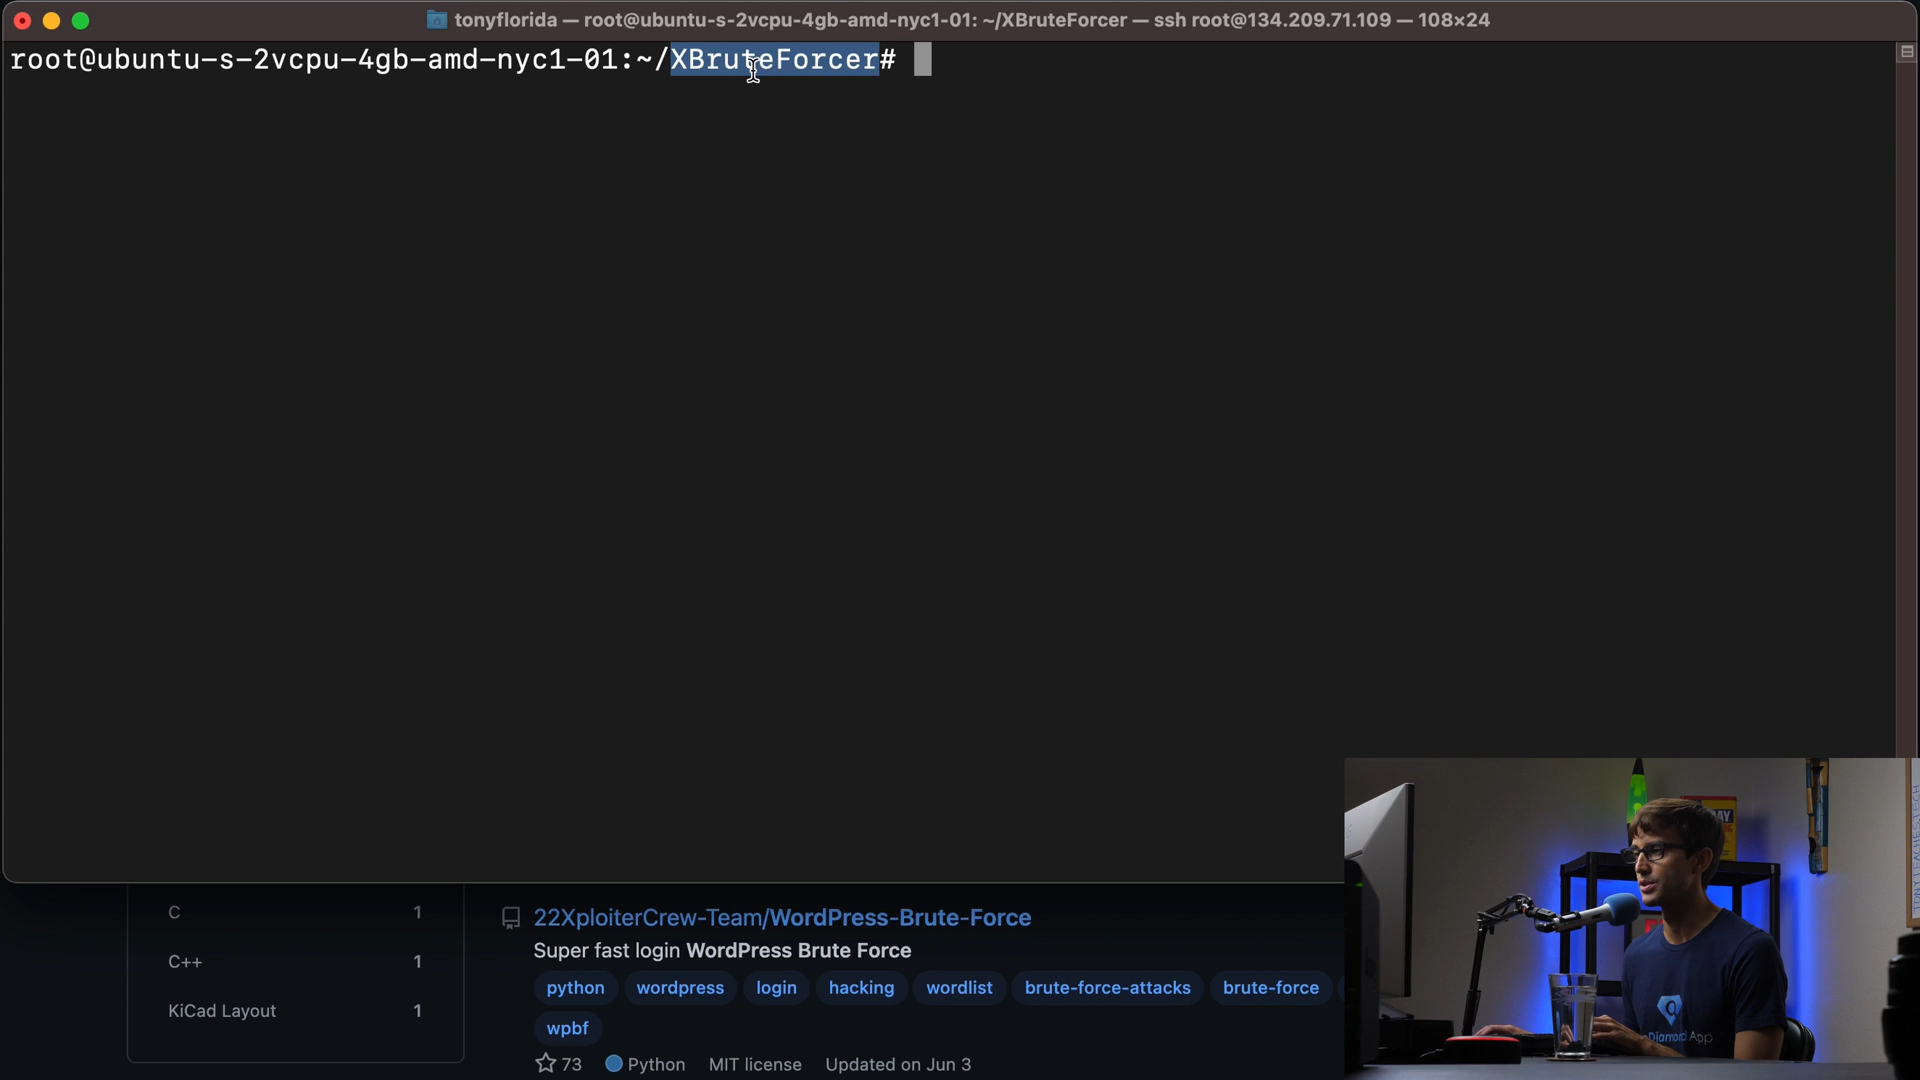 tonyflorida — root@ubuntu-s-2vcpu-4gb-amd-nyc1-01: ~/XBruteForcer — ssh root@134.209.71.109 — 108×24
root@ubuntu-s-2vcpu-4gb-amd-nyc1-01:~/XBruteForcer#
C 1
C++ 1
KiCad Layout 1
22XploiterCrew-Team/WordPress-Brute-Force
Super fast login WordPress Brute Force
python wordpress login hacking wordlist brute-force-attacks brute-force
wpbf
73 Python MIT license Updated on Jun 3
Diamond App